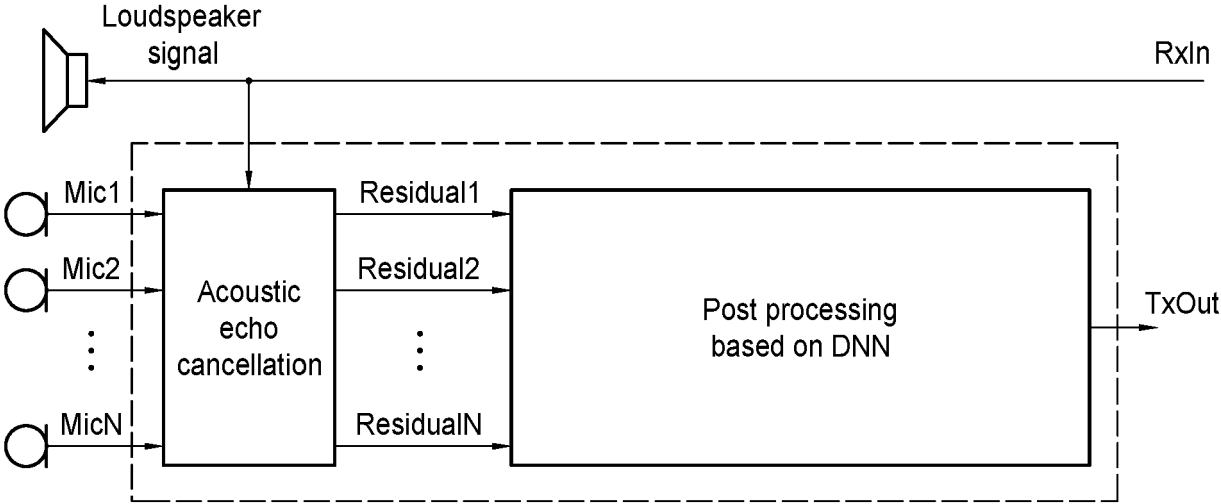 Loudspeaker
signal
RxIn
Mic1
Residual1
Mic2
Residual2
Acoustic
echo
cancellation
Post processing
based on DNN
TxOut
MicN
ResidualN